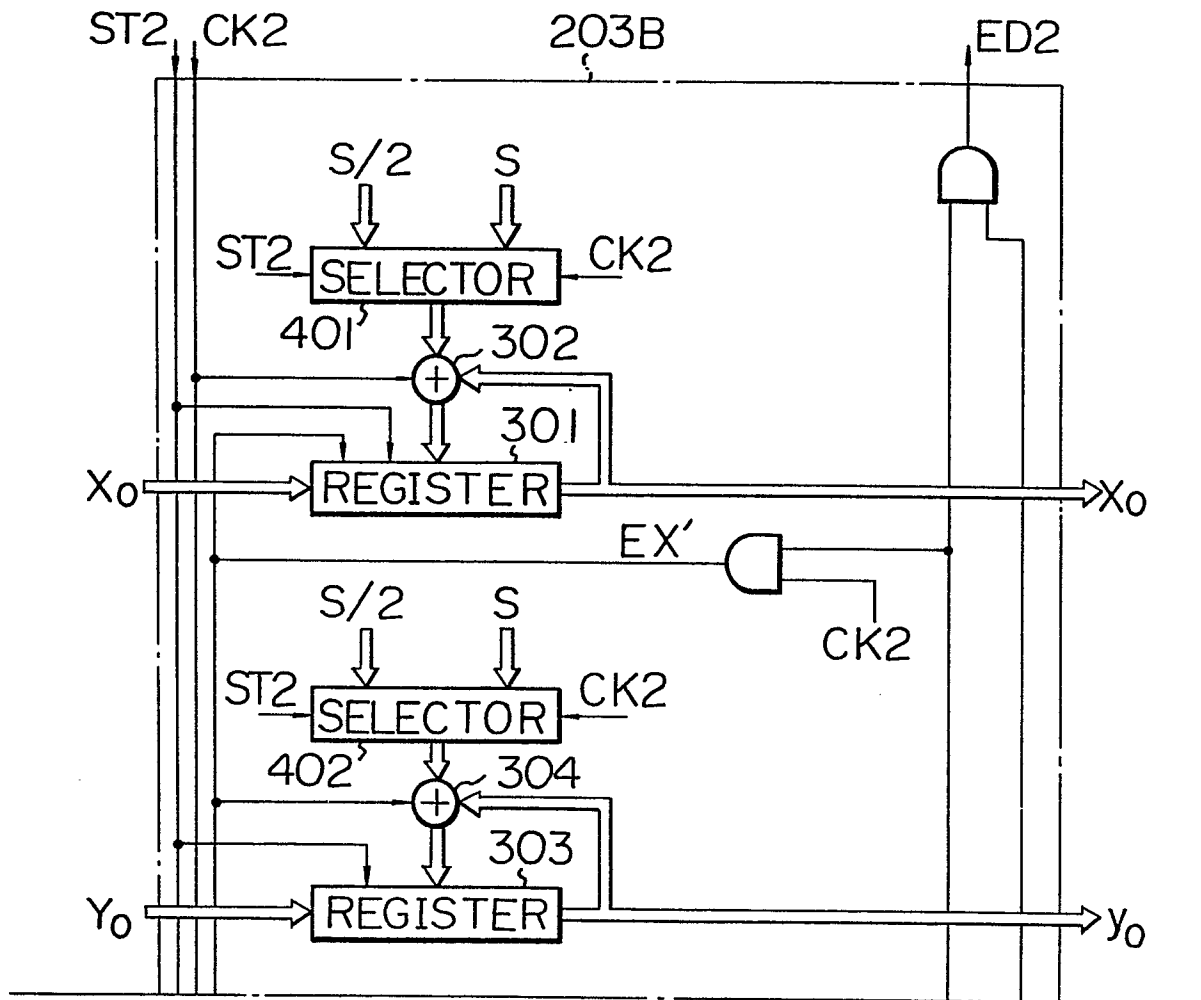 ST2 CK2 203B ED2
S/2 S
ST2 SELECTOR CK2
401' 302
+
301
X0 REGISTER X0
EX'
S/2 S CK2
ST2 SELECTOR CK2
402' 304
+
303
Y0 REGISTER y0